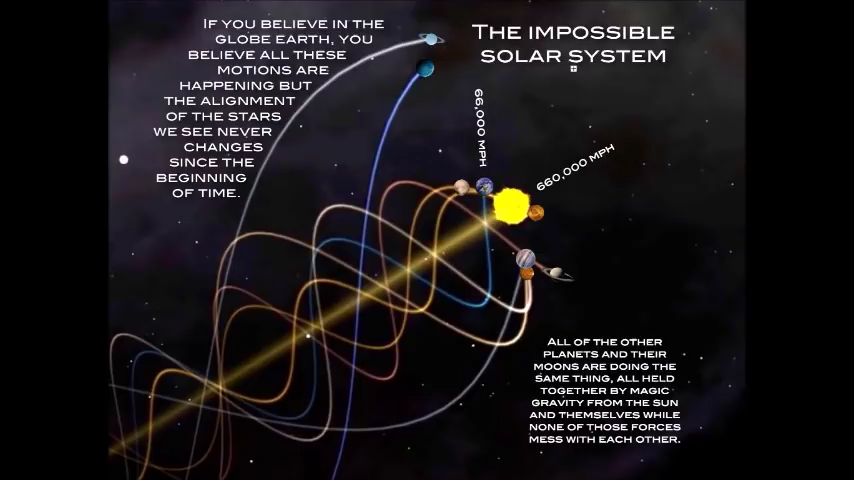 If you believe in the
globe earth, you
believe all these
motions are
happening but
the alignment
of the stars
we see never
changes
since the
beginning
of time.
The impossible
solar system
66,000 mph
660,000 mph
All of the other
planets and their
moons are doing the
same thing, all held
together by magic
gravity from the sun
and themselves while
none of those forces
mess with each other.